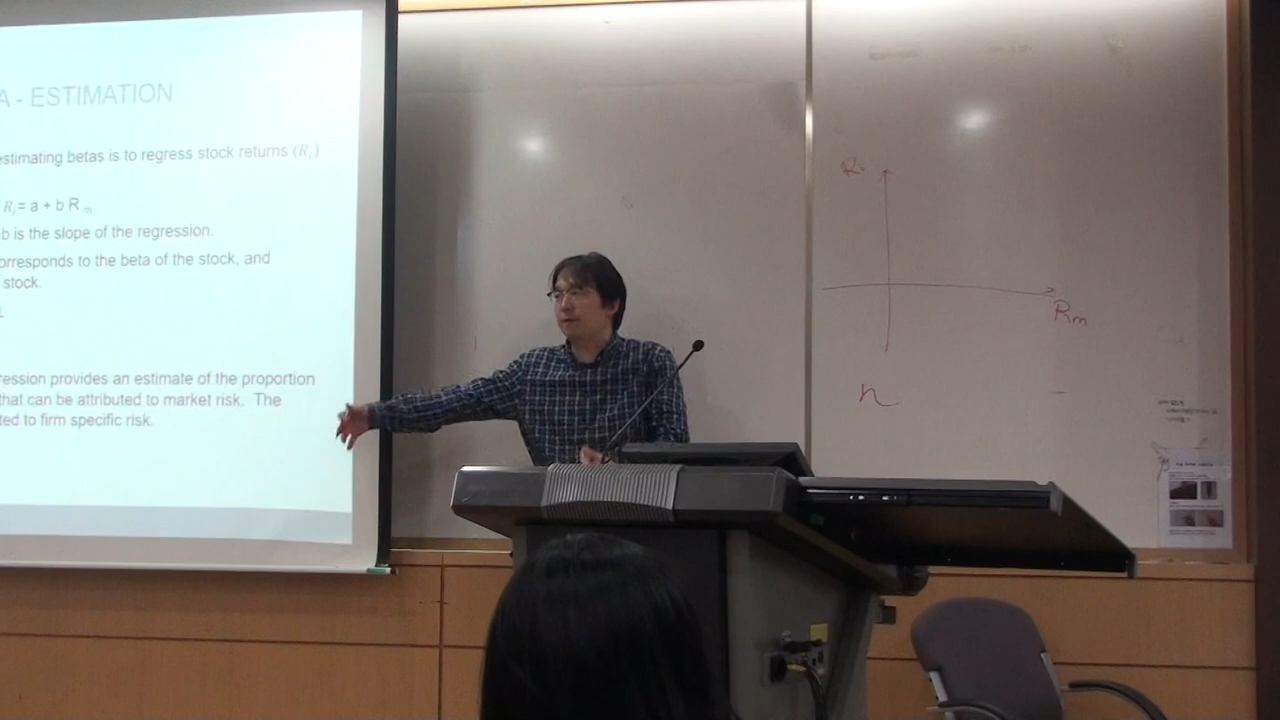 A - ESTIMATION
estimating betas is to regress stock returns (Ri)
Ri = a + b Rm
b is the slope of the regression.
orresponds to the beta of the stock, and
stock.
ression provides an estimate of the proportion
that can be attributed to market risk. The
ted to firm specific risk.
Rm
n